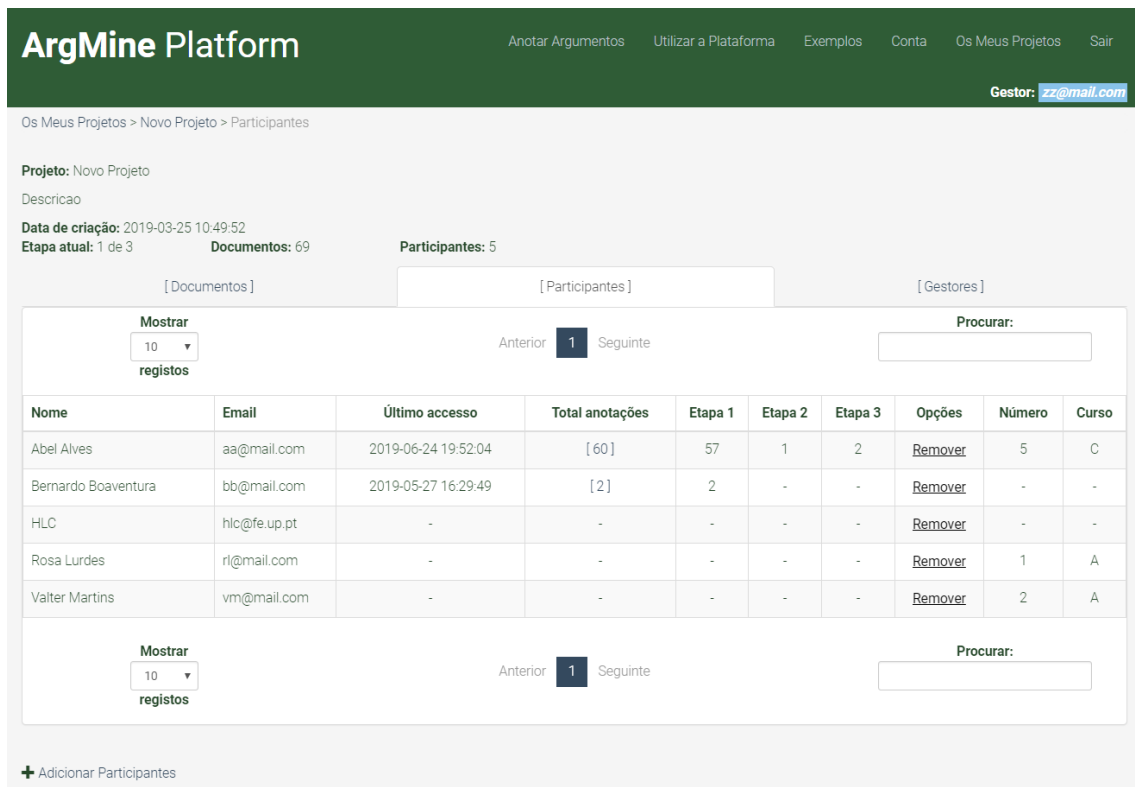 ArgMine Platform
Anotar Argumentos Utilizar a Plataforma Exemplos Conta Os Meus Projetos Sair
Gestor: zz@mail.com
Os Meus Projetos > Novo Projeto > Participantes
Projeto: Novo Projeto
Descricao
Data de criação: 2019-03-25 10:49:52
Etapa atual: 1 de 3 Documentos: 69 Participantes: 5
[ Documentos ] [ Participantes ] [ Gestores ]
Mostrar
10
registos
Anterior 1 Seguinte
Procurar:
Nome Email Último accesso Total anotações Etapa 1 Etapa 2 Etapa 3 Opções Número Curso
Abel Alves aa@mail.com 2019-06-24 19:52:04 [ 60 ] 57 1 2 Remover 5 C
Bernardo Boaventura bb@mail.com 2019-05-27 16:29:49 [ 2 ] 2 - - Remover - -
HLC hlc@fe.up.pt - - - - - Remover - -
Rosa Lurdes rl@mail.com - - - - - Remover 1 A
Valter Martins vm@mail.com - - - - - Remover 2 A
Mostrar
10
registos
Anterior 1 Seguinte
Procurar:
+ Adicionar Participantes